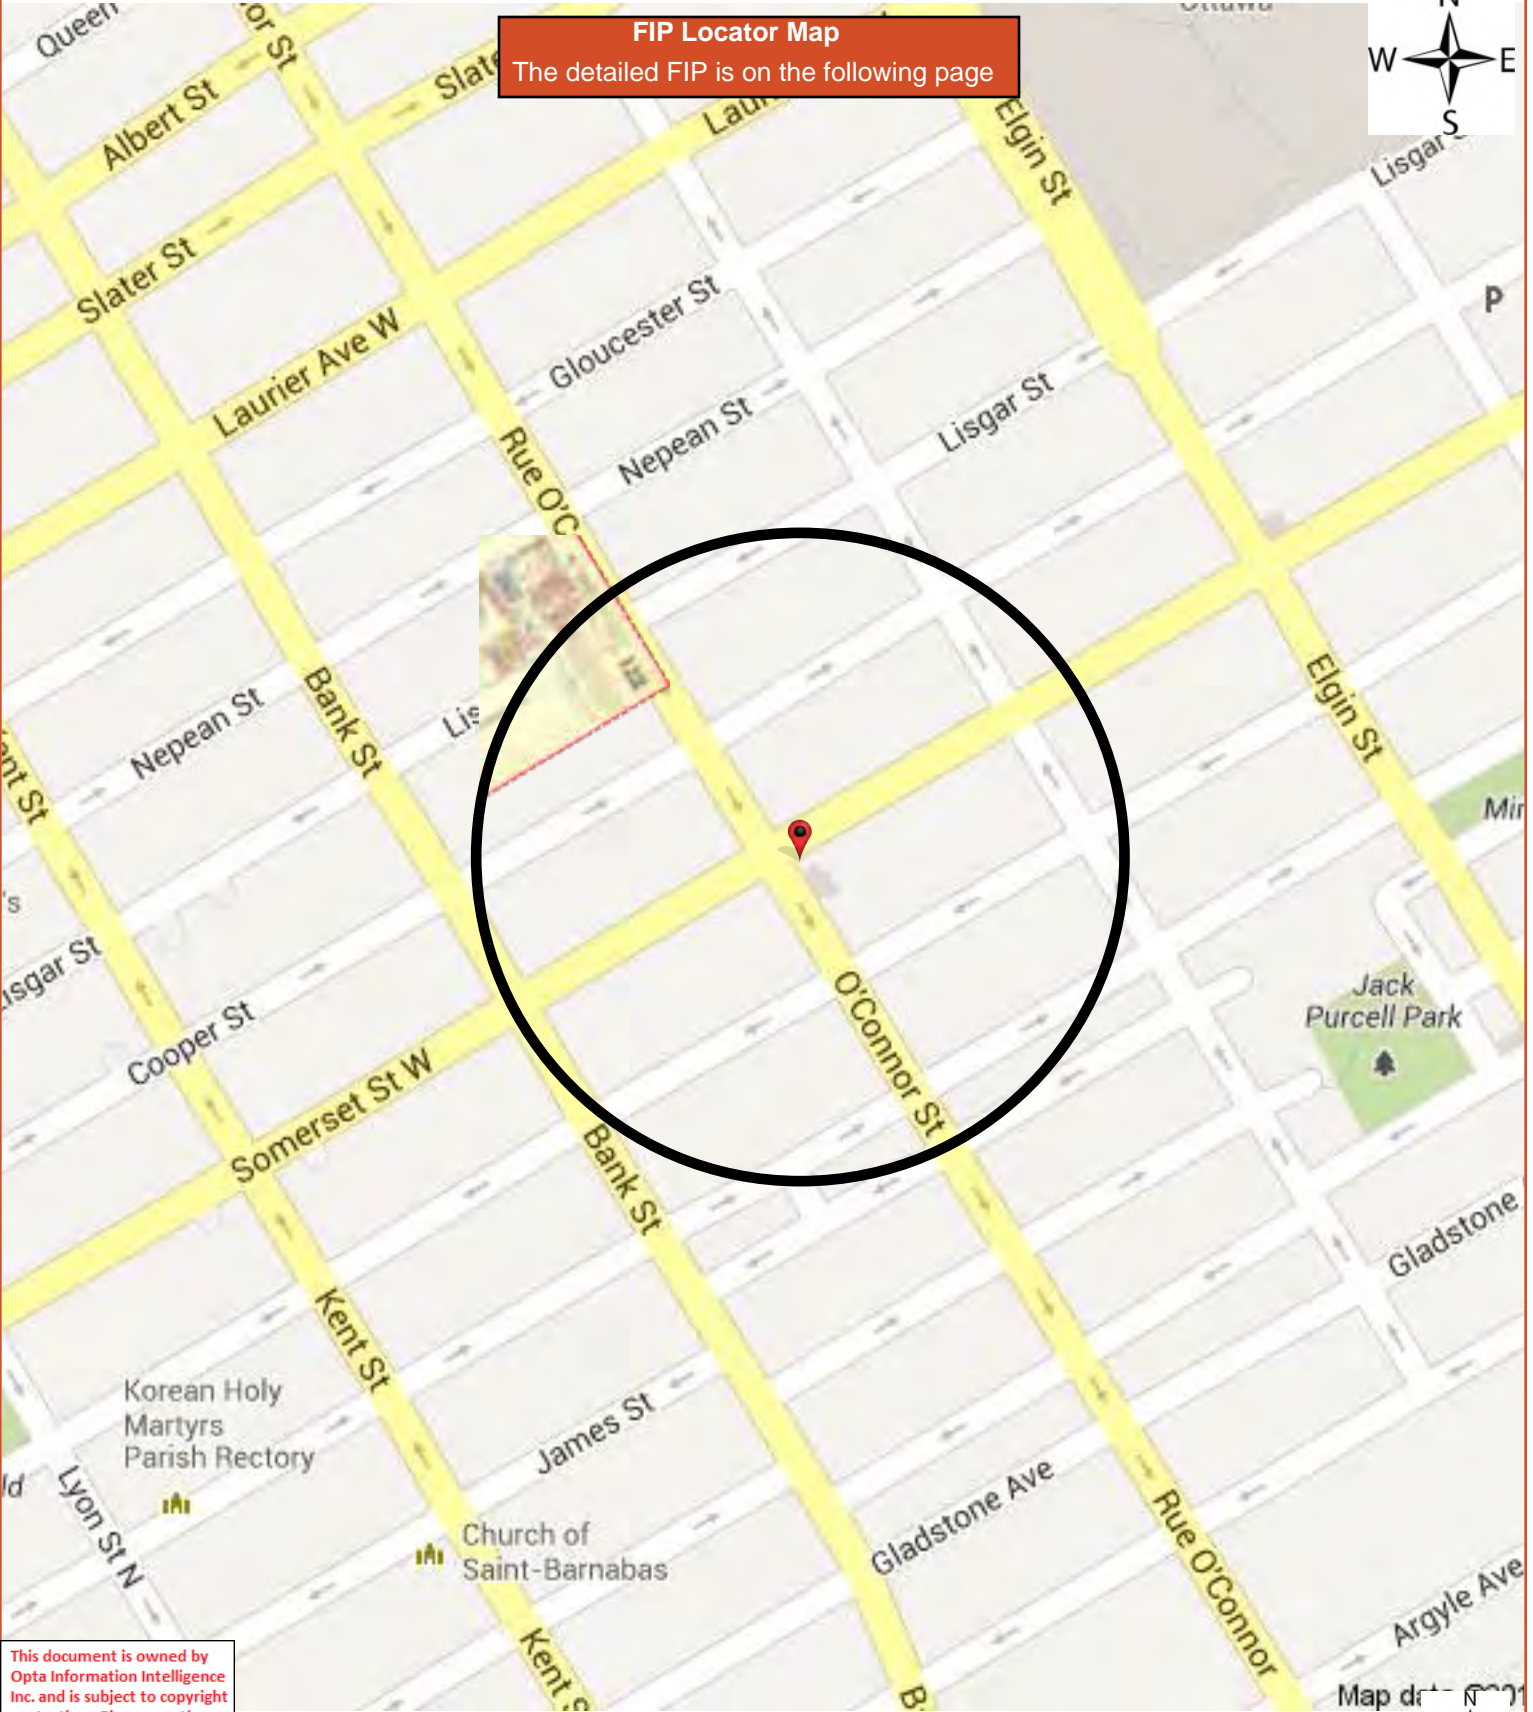 FIP Locator Map
The detailed FIP is on the following page
N
W E
S
Queen
Albert St
Slater St
Laurier Ave W
Elgin St
Lisgar
P
Gloucester St
Nepean St
Lisgar St
Rue O'C
Bank St
Nepean St
Elgin St
Cooper St
Somerset St W
O'Connor St
Jack
Purcell Park
Bank St
Gladstone
Kent St
Korean Holy
Martyrs
Parish Rectory
James St
Lyon St N
Church of
Saint-Barnabas
Gladstone Ave
Rue O'Connor
Argyle Ave
Kent S
This document is owned by
Opta Information Intelligence
Inc. and is subject to copyright
Map da
N